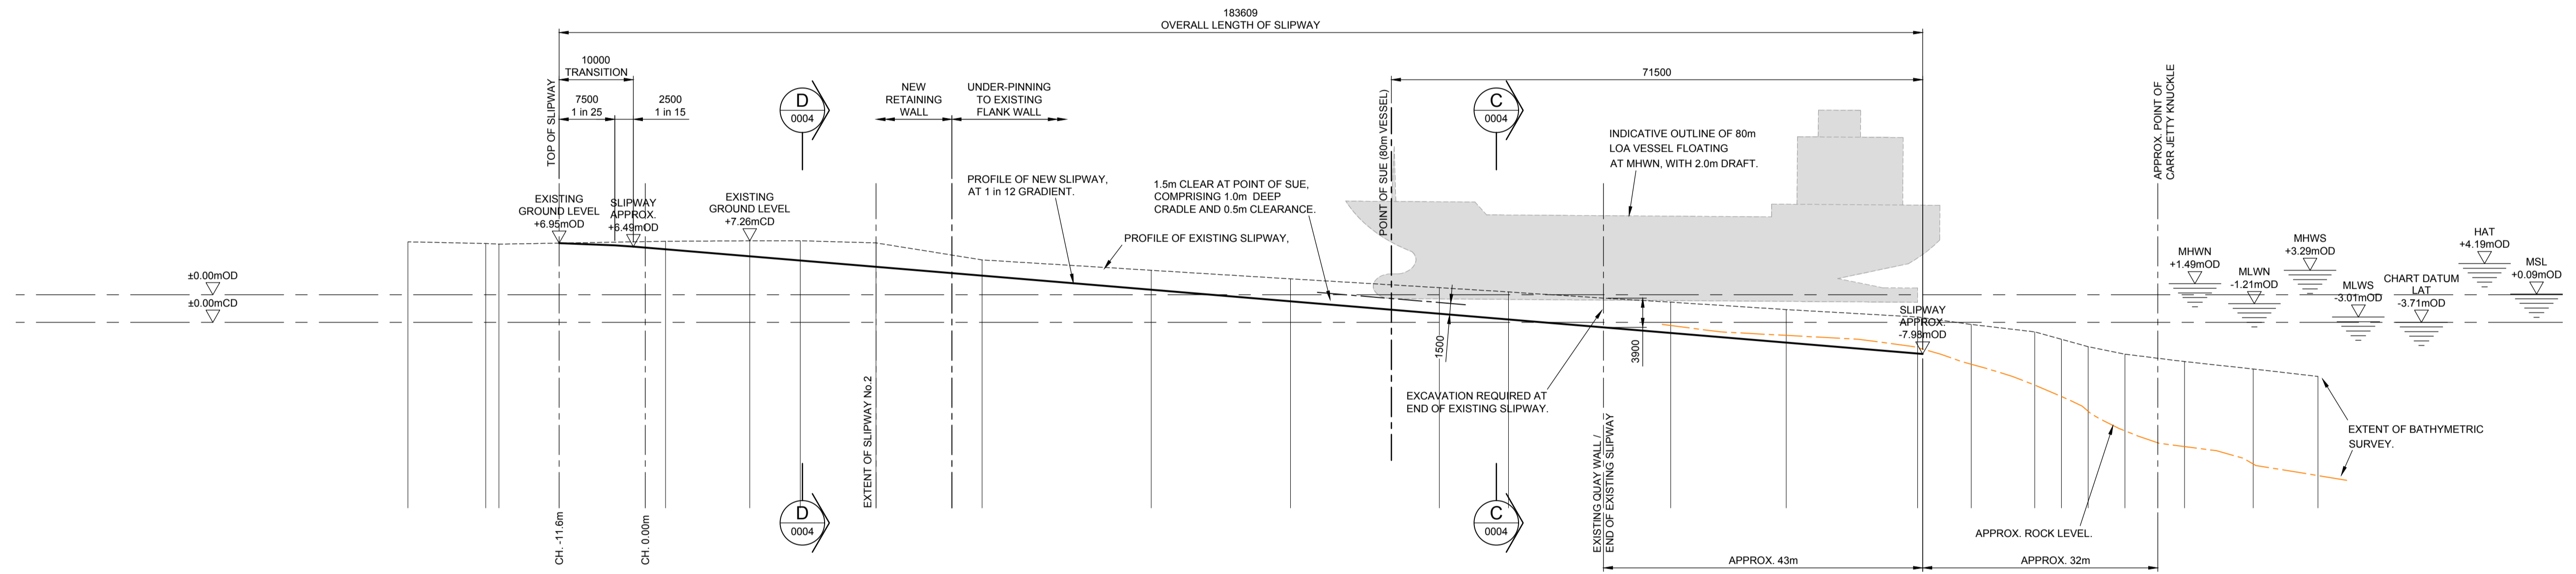 183609
OVERALL LENGTH OF SLIPWAY
10000
TRANSITION
7500
1 in 25
2500
1 in 15
TOP OF SLIPWAY
D
0004
NEW
RETAINING
WALL
UNDER-PINNING
TO EXISTING
FLANK WALL
71500
POINT OF SUE (80m VESSEL)
C
0004
INDICATIVE OUTLINE OF 80m
LOA VESSEL FLOATING
AT MHWN, WITH 2.0m DRAFT.
APPROX. POINT OF
CARR JETTY KNUCKLE
EXISTING
GROUND LEVEL
+6.95mOD
SLIPWAY
APPROX.
+6.49mOD
EXISTING
GROUND LEVEL
+7.26mCD
PROFILE OF NEW SLIPWAY,
AT 1 in 12 GRADIENT.
1.5m CLEAR AT POINT OF SUE,
COMPRISING 1.0m DEEP
CRADLE AND 0.5m CLEARANCE.
PROFILE OF EXISTING SLIPWAY,
±0.00mOD
±0.00mCD
MHWN
+1.49mOD
MLWN
-1.21mOD
MHWS
+3.29mOD
MLWS
-3.01mOD
CHART DATUM
LAT
-3.71mOD
HAT
+4.19mOD
MSL
+0.09mOD
SLIPWAY
APPROX.
-7.98mOD
1500
3900
EXCAVATION REQUIRED AT
END OF EXISTING SLIPWAY.
EXTENT OF SLIPWAY No.2
EXISTING QUAY WALL /
END OF EXISTING SLIPWAY
EXTENT OF BATHYMETRIC
SURVEY.
CH. -11.6m
CH. 0.00m
D
0004
C
0004
APPROX. ROCK LEVEL.
APPROX. 43m
APPROX. 32m